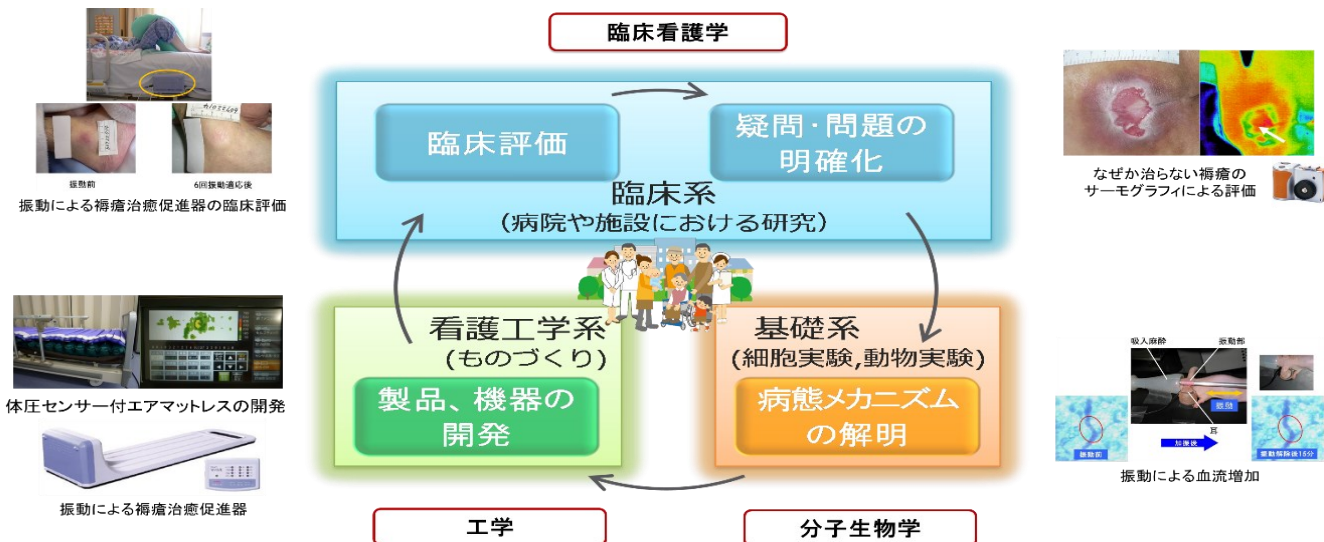 臨床看護学
臨床評価
疑問・問題の
明確化
臨床系
(病院や施設における研究)
看護工学系
(ものづくり)
製品、機器の
開発
基礎系
(細胞実験,動物実験)
病態メカニズム
の解明
工学
分子生物学
振動前
6回振動適応後
振動による褥瘡治癒促進器の臨床評価
体圧センサー付エアマットレスの開発
振動による褥瘡治癒促進器
なぜか治らない褥瘡の
サーモグラフィによる評価
吸入麻酔
振動部
振動
耳
加振後
振動前
振動解除後15分
振動による血流増加